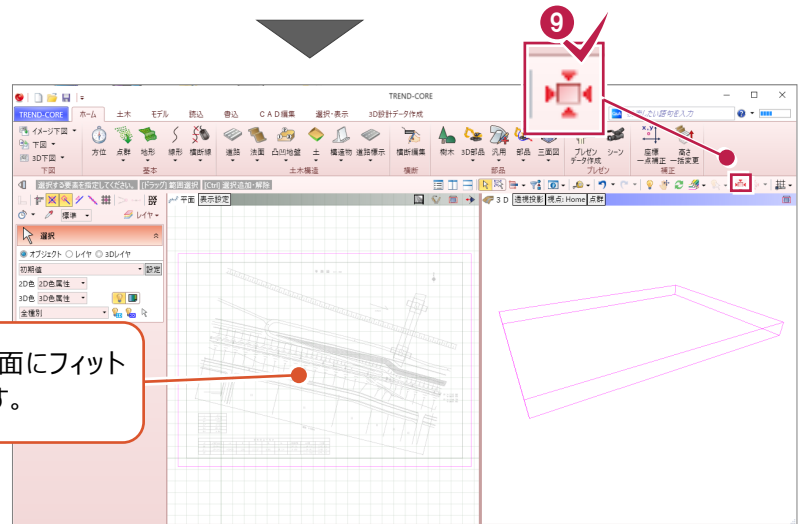 9
TREND-CORE
TREND-CORE ホーム 土木 モデル 読込 書込 CAD編集 選択・表示 3D設計データ作成
したい語句を入力
イメージ下図
下図
3D下図
方位 点群 地形 線形 横断線 道路 法面 凸凹地盤 土 構造物 道路標示 横断編集 樹木 3D部品 汎用 部品 三面図 プレゼンデータ作成 シーン 座標一点補正 高さ一括変更
下図 基本 土木構造 横断 部品 プレゼン 補正
選択する要素を指定してください。 [ドラッグ]範囲選択 [Ctrl]選択追加・解除
標準 レイヤ
平面 表示設定
3D 透視投影 視点: Home 点群
選択
オブジェクト レイヤ 3Dレイヤ
初期値 設定
2D色 2D色属性
3D色 3D色属性
全種別
面にフィット
す。